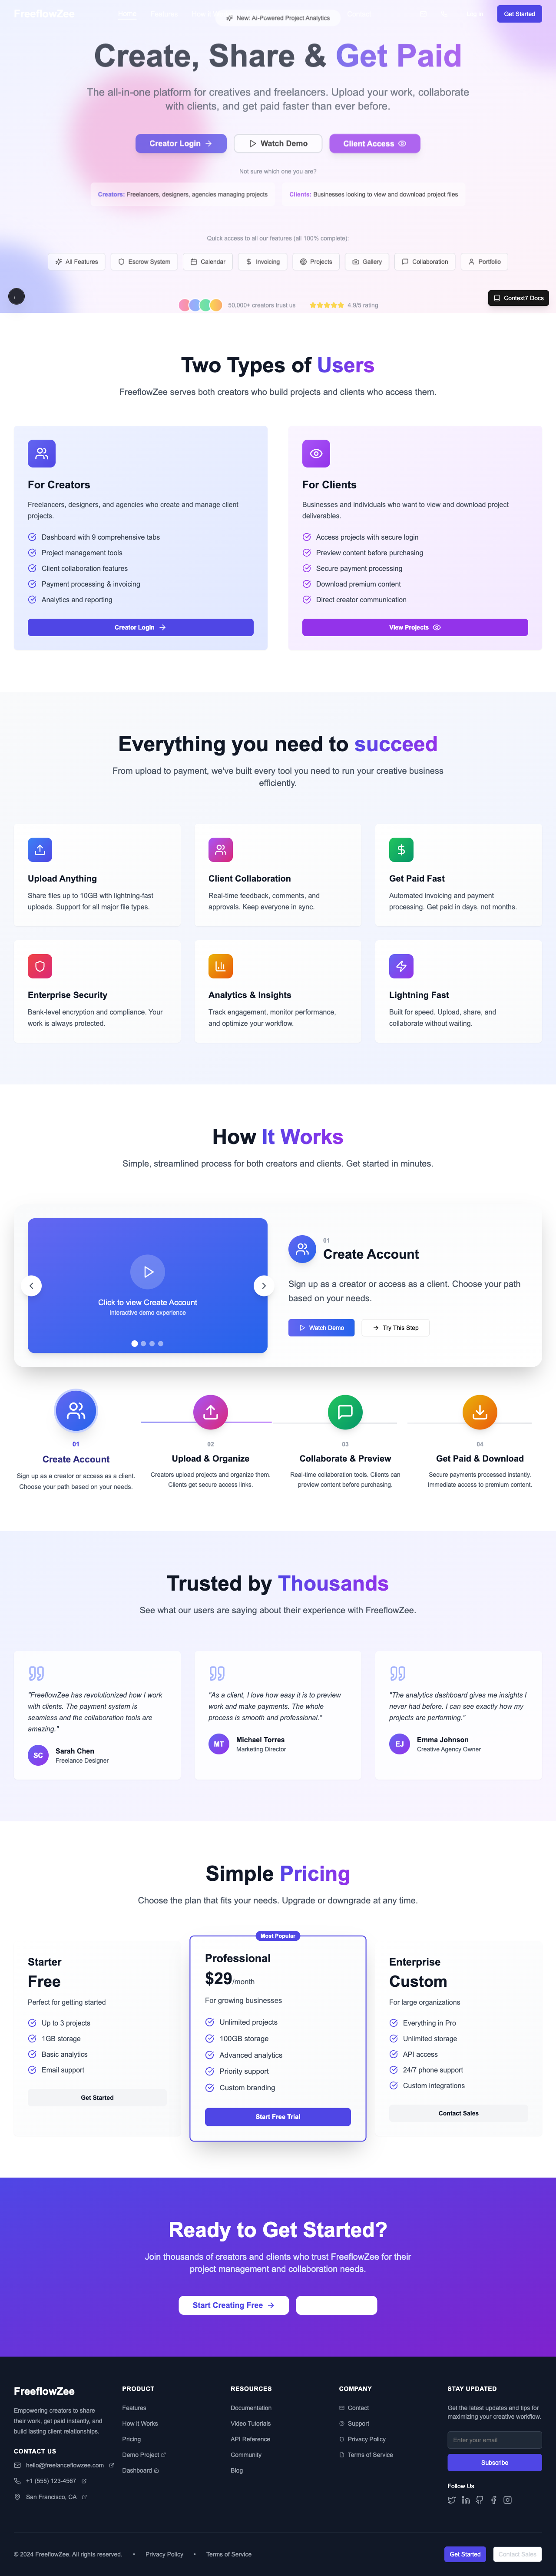 FreeflowZee
Get Started
New: AI-Powered Project Analytics
Create, Share & Get Paid
The all-in-one platform for creatives and freelancers. Upload your work, collaborate
with clients, and get paid faster than ever before.
Creator Login
Watch Demo
Client Access
Not sure which one you are?
Creators: Freelancers, designers, agencies managing projects
Clients: Businesses looking to view and download project files
Quick access to all our features (all 100% complete):
All Features
Escrow System
Calendar
Invoicing
Projects
Gallery
Collaboration
Portfolio
50,000+ creators trust us
4.9/5 rating
Context7 Docs
Two Types of Users
FreeflowZee serves both creators who build projects and clients who access them.
For Creators
Freelancers, designers, and agencies who create and manage client
projects.
Dashboard with 9 comprehensive tabs
Project management tools
Client collaboration features
Payment processing & invoicing
Analytics and reporting
Creator Login
For Clients
Businesses and individuals who want to view and download project
deliverables.
Access projects with secure login
Preview content before purchasing
Secure payment processing
Download premium content
Direct creator communication
View Projects
Everything you need to succeed
From upload to payment, we've built every tool you need to run your creative business
efficiently.
Upload Anything
Share files up to 10GB with lightning-fast
uploads. Support for all major file types.
Client Collaboration
Real-time feedback, comments, and
approvals. Keep everyone in sync.
Get Paid Fast
Automated invoicing and payment
processing. Get paid in days, not months.
Enterprise Security
Bank-level encryption and compliance. Your
work is always protected.
Analytics & Insights
Track engagement, monitor performance,
and optimize your workflow.
Lightning Fast
Built for speed. Upload, share, and
collaborate without waiting.
How It Works
Simple, streamlined process for both creators and clients. Get started in minutes.
Click to view Create Account
Interactive demo experience
01
Create Account
Sign up as a creator or access as a client. Choose your path
based on your needs.
Watch Demo
Try This Step
01
Create Account
Sign up as a creator or access as a client.
Choose your path based on your needs.
02
Upload & Organize
Creators upload projects and organize them.
Clients get secure access links.
03
Collaborate & Preview
Real-time collaboration tools. Clients can
preview content before purchasing.
04
Get Paid & Download
Secure payments processed instantly.
Immediate access to premium content.
Trusted by Thousands
See what our users are saying about their experience with FreeflowZee.
"FreeflowZee has revolutionized how I work
with clients. The payment system is
seamless and the collaboration tools are
amazing."
SC
Sarah Chen
Freelance Designer
"As a client, I love how easy it is to preview
work and make payments. The whole
process is smooth and professional."
MT
Michael Torres
Marketing Director
"The analytics dashboard gives me insights I
never had before. I can see exactly how my
projects are performing."
EJ
Emma Johnson
Creative Agency Owner
Simple Pricing
Choose the plan that fits your needs. Upgrade or downgrade at any time.
Starter
Free
Perfect for getting started
Up to 3 projects
1GB storage
Basic analytics
Email support
Get Started
Most Popular
Professional
$29/month
For growing businesses
Unlimited projects
100GB storage
Advanced analytics
Priority support
Custom branding
Start Free Trial
Enterprise
Custom
For large organizations
Everything in Pro
Unlimited storage
API access
24/7 phone support
Custom integrations
Contact Sales
Ready to Get Started?
Join thousands of creators and clients who trust FreeflowZee for their
project management and collaboration needs.
Start Creating Free
FreeflowZee
Empowering creators to share
their work, get paid instantly, and
build lasting client relationships.
CONTACT US
hello@freelanceflowzee.com
+1 (555) 123-4567
San Francisco, CA
PRODUCT
Features
How it Works
Pricing
Demo Project
Dashboard
RESOURCES
Documentation
Video Tutorials
API Reference
Community
Blog
COMPANY
Contact
Support
Privacy Policy
Terms of Service
STAY UPDATED
Get the latest updates and tips for
maximizing your creative workflow.
Enter your email
Subscribe
Follow Us
© 2024 FreeflowZee. All rights reserved.
•
Privacy Policy
•
Terms of Service
Get Started
Contact Sales